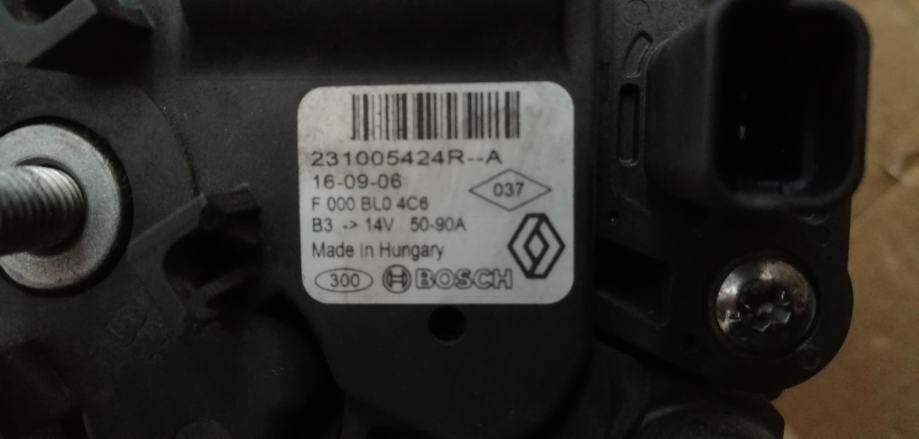 231005424R--A
16-09-06
037
F 000 BL0 4C6
B3 -> 14V 50-90A
Made In Hungary
300 BOSCH